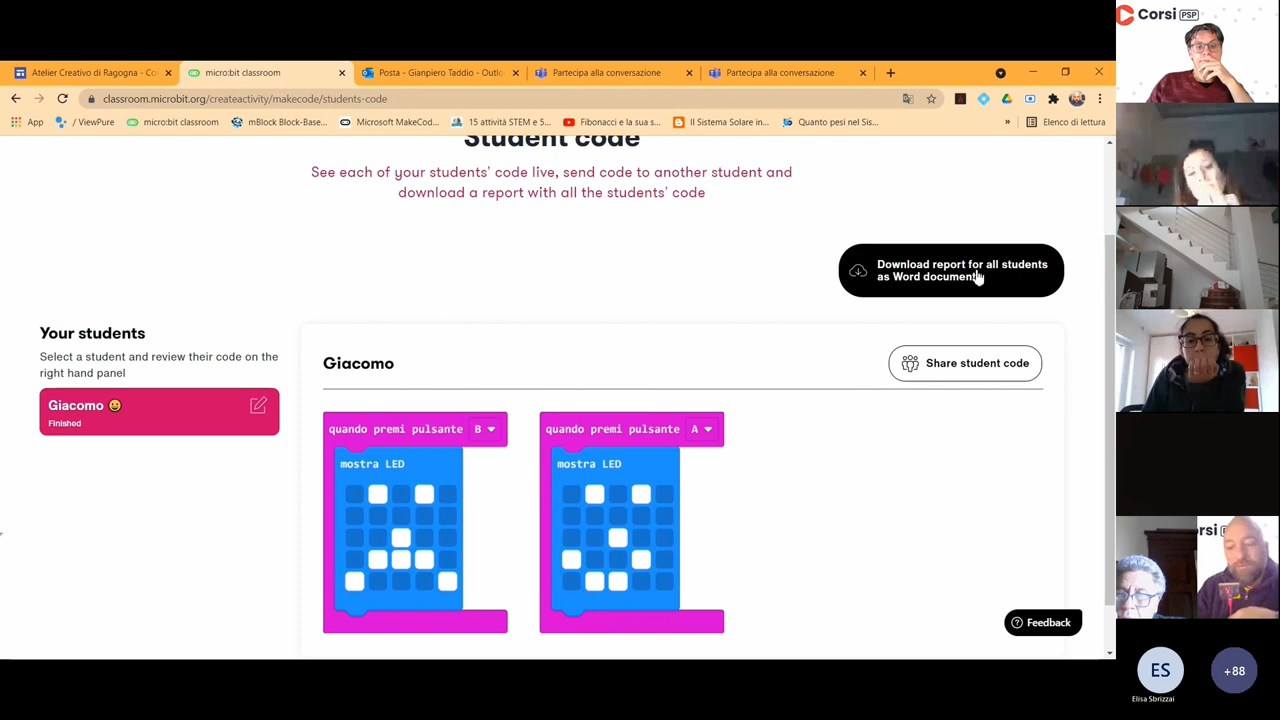 Corsi PSP
Atelier Creativo di Ragogna - Co
micro:bit classroom
Posta - Gianpiero Taddio - Outlo
Partecipa alla conversazione
Partecipa alla conversazione
classroom.microbit.org/createactivity/makecode/students-code
App
/ ViewPure
micro:bit classroom
mBlock Block-Base...
Microsoft MakeCod...
15 attività STEM e 5...
Fibonacci e la sua s...
Il Sistema Solare in...
Quanto pesi nel Sis...
»
Elenco di lettura
Student code
See each of your students' code live, send code to another student and
download a report with all the students' code
Download report for all students
as Word document
Your students
Select a student and review their code on the
right hand panel
Giacomo 😀
Finished
Giacomo
Share student code
quando premi pulsante B
mostra LED
quando premi pulsante A
mostra LED
Feedback
ES
Elisa Sbrizzai
+88